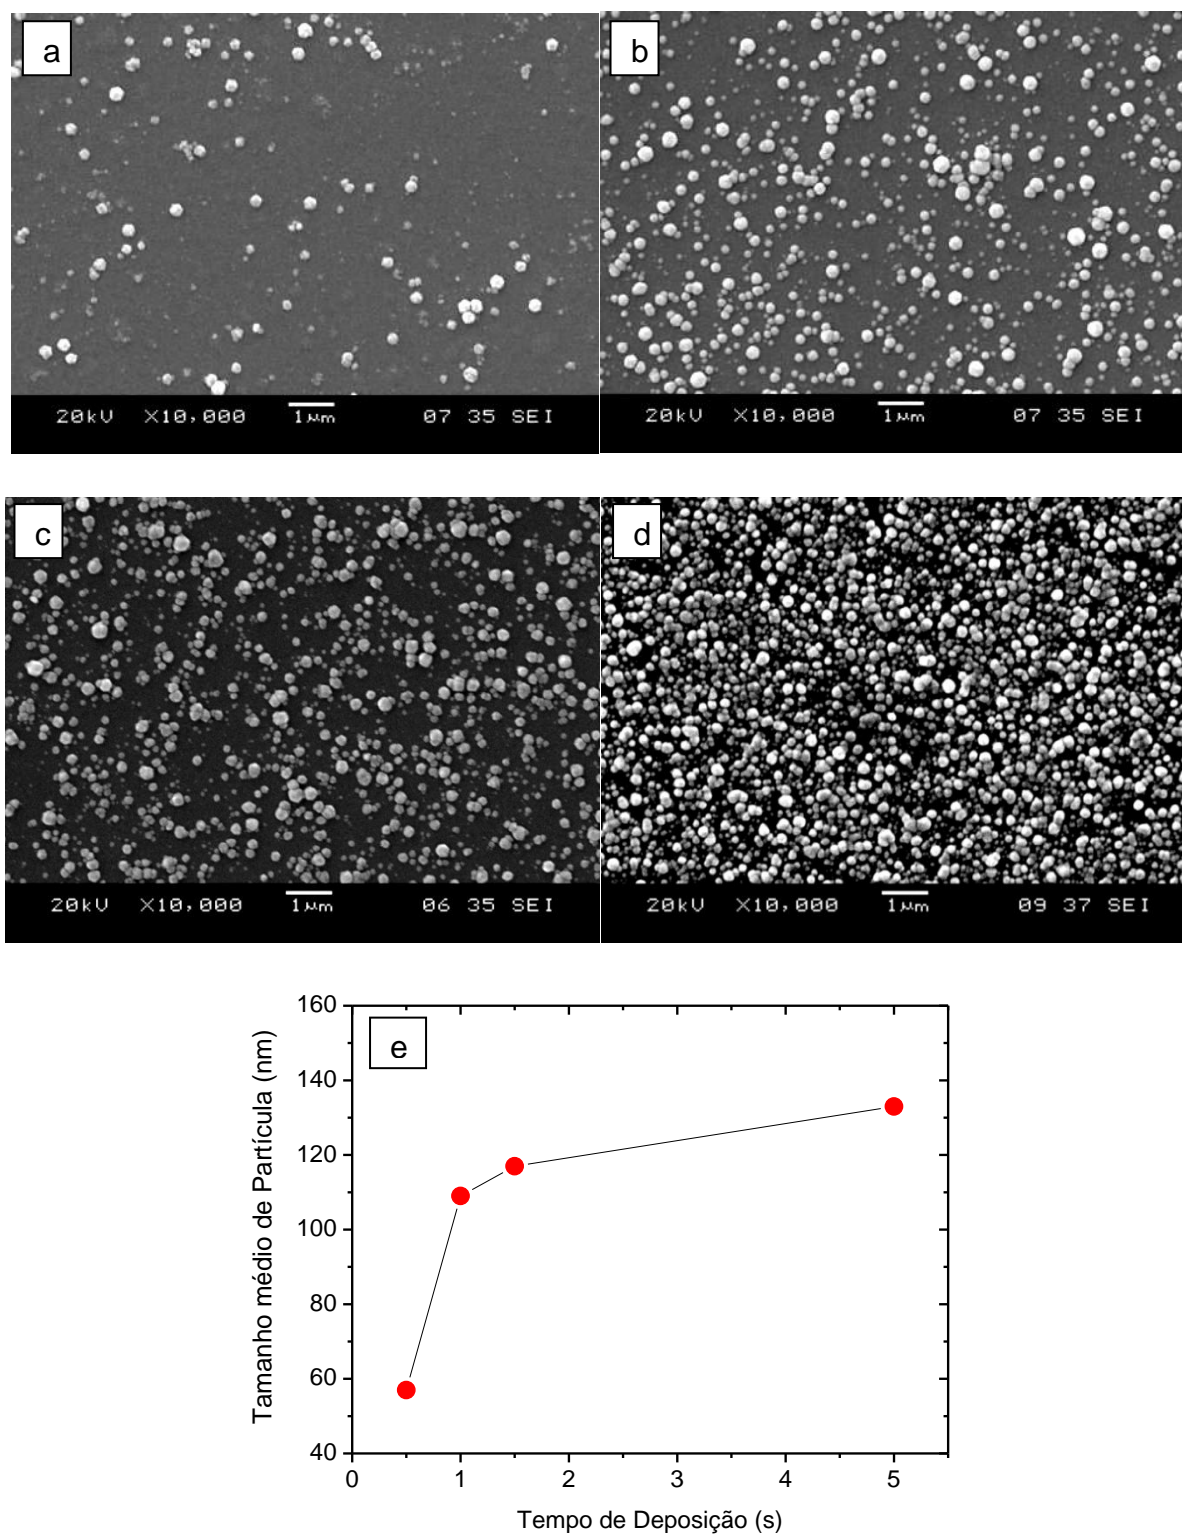 a
b
20kV X10,000 1μm 07 35 SEI
20kV X10,000 1μm 07 35 SEI
c
d
20kV X10,000 1μm 06 35 SEI
20kV X10,000 1μm 09 37 SEI
e
Tamanho médio de Partícula (nm)
160
140
120
100
80
60
40
0 1 2 3 4 5
Tempo de Deposição (s)